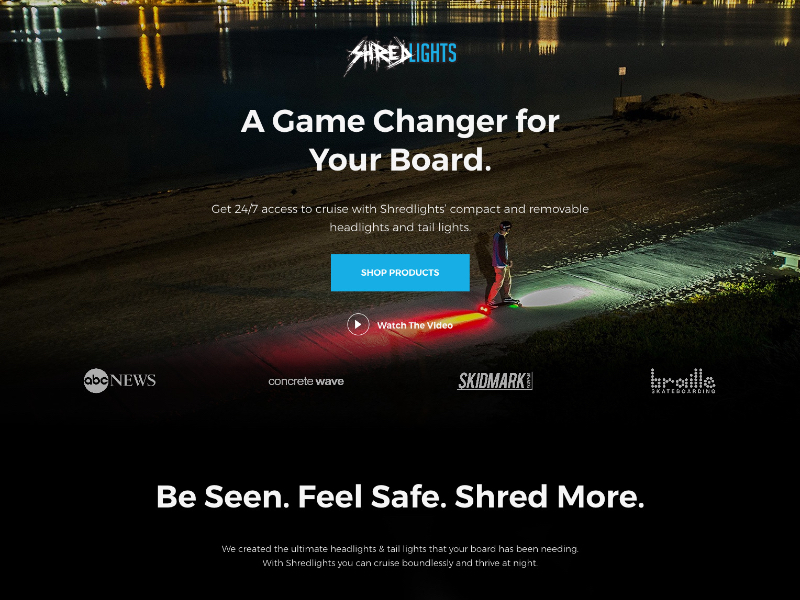 SHREDLIGHTS
A Game Changer for
Your Board.
Get 24/7 access to cruise with Shredlights' compact and removable
headlights and tail lights.
SHOP PRODUCTS
Watch The Video
abc NEWS
concrete wave
SKIDMARK
braille
SKATEBOARDING
Be Seen. Feel Safe. Shred More.
We created the ultimate headlights & tail lights that your board has been needing.
With Shredlights you can cruise boundlessly and thrive at night.